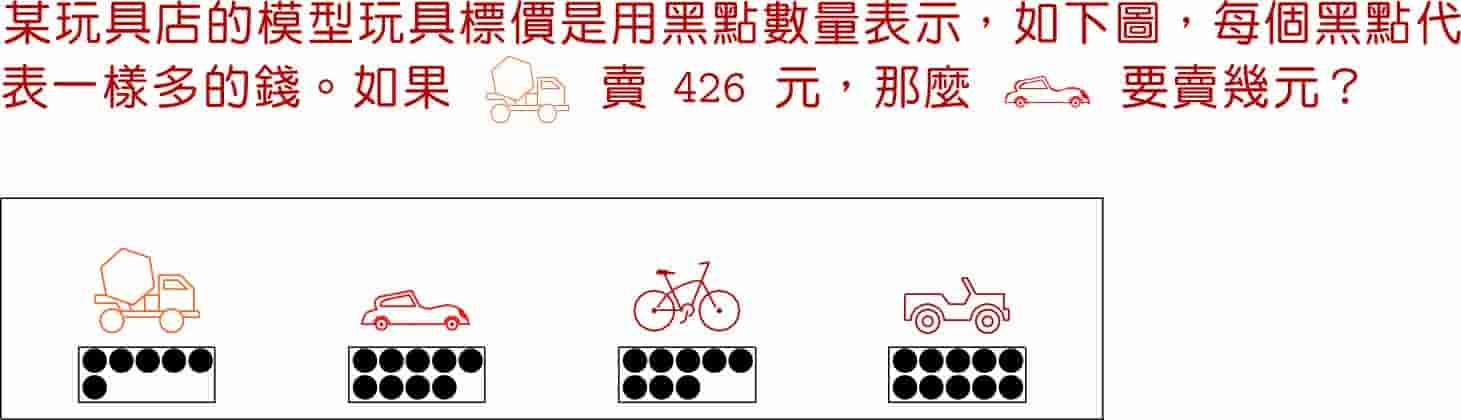 某玩具店的模型玩具標價是用黑點數量表示，如下圖，每個黑點代
表一樣多的錢。如果 賣 426 元，那麼 要賣幾元？